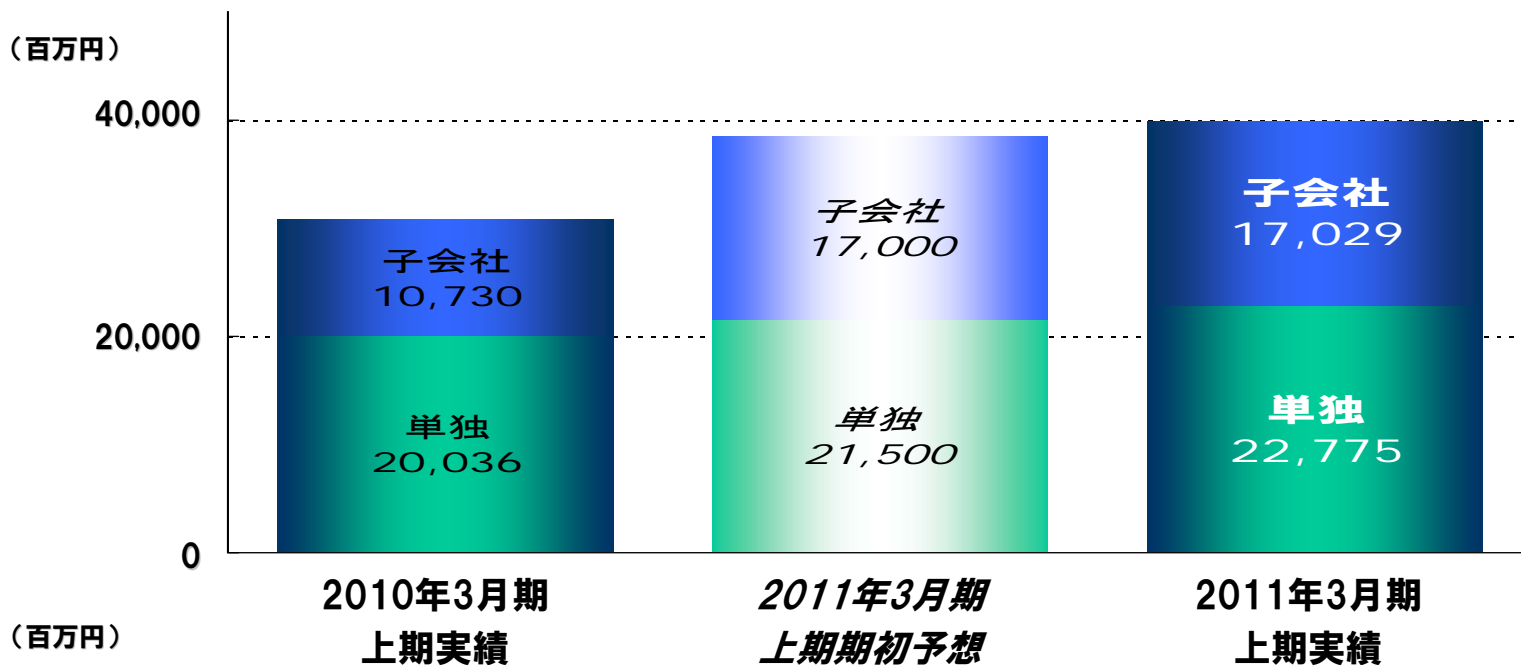 （百万円）
40,000
20,000
0
子会社
10,730
単独
20,036
子会社
17,000
単独
21,500
子会社
17,029
単独
22,775
2010年3月期
上期実績
2011年3月期
上期期初予想
2011年3月期
上期実績
（百万円）